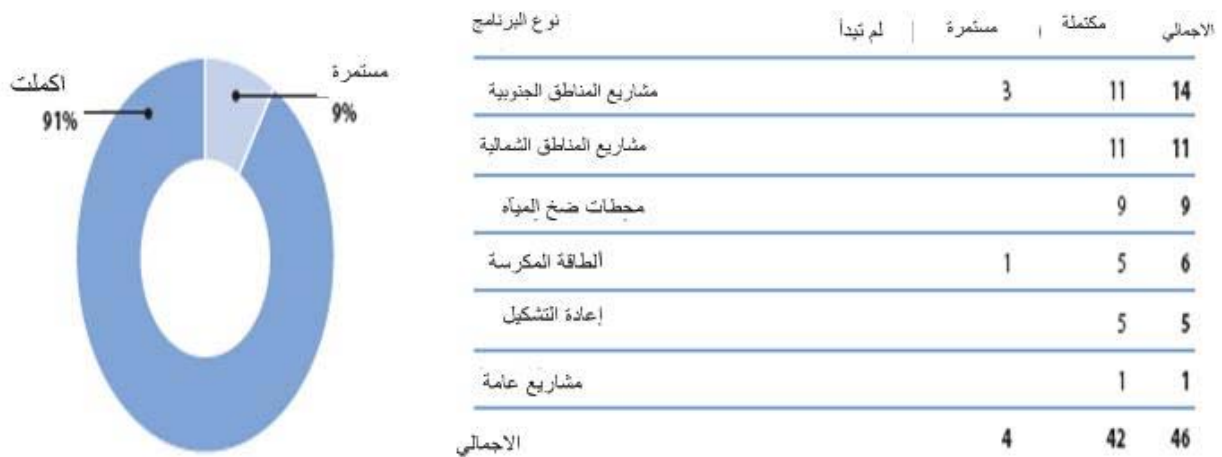 مستمرة
9%
اكملت
91%
نوع البرنامج | لم تبدأ | مستمرة | مكتملة | الاجمالي
مشاريع المناطق الجنوبية 3 11 14
مشاريع المناطق الشمالية 11 11
محطات ضخ المياه 9 9
الطاقة المكرسة 1 5 6
إعادة التشكيل 5 5
مشاريع عامة 1 1
الاجمالي 4 42 46